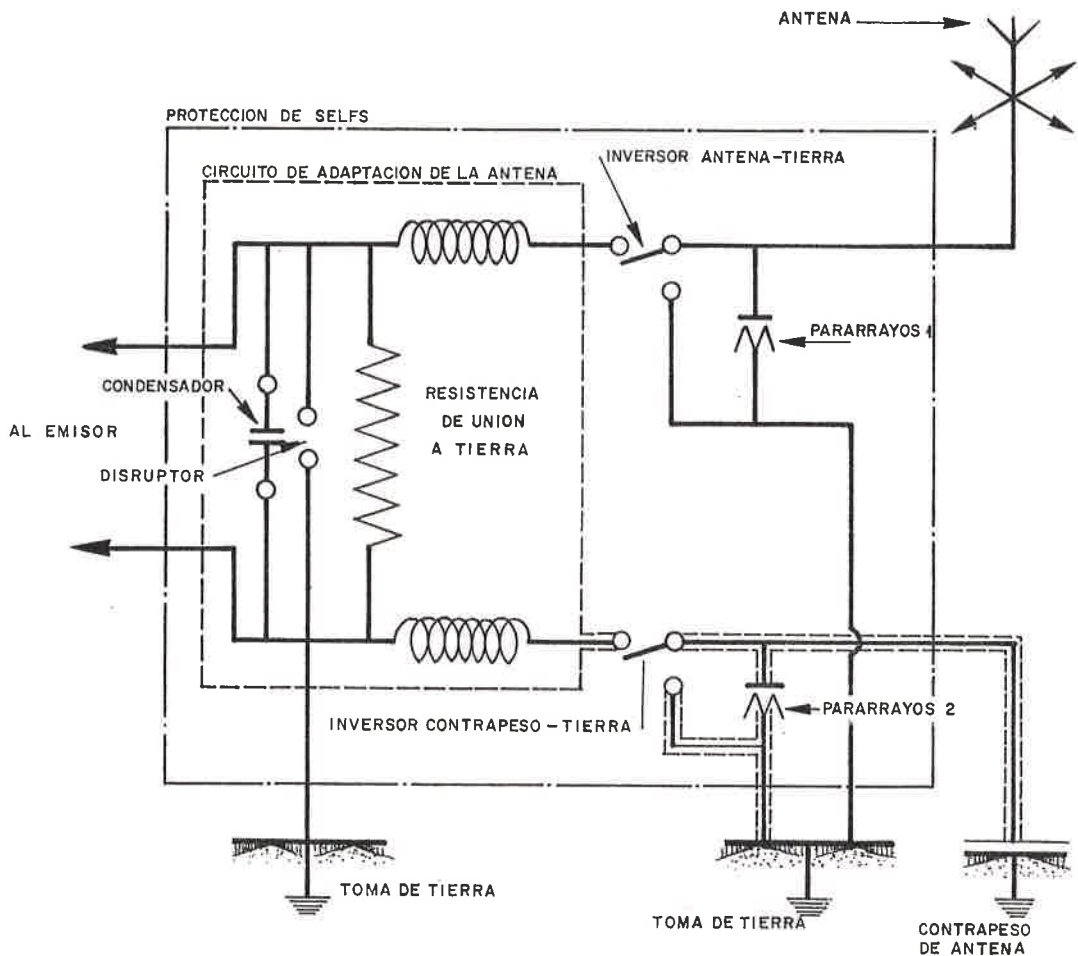 ANTENA
PROTECCION DE SELFS
INVERSOR ANTENA-TIERRA
CIRCUITO DE ADAPTACION DE LA ANTENA
PARARRAYOS 1
CONDENSADOR
RESISTENCIA
DE UNION
A TIERRA
AL EMISOR
DISRUPTOR
PARARRAYOS 2
INVERSOR CONTRAPESO-TIERRA
TOMA DE TIERRA
TOMA DE TIERRA
CONTRAPESO
DE ANTENA